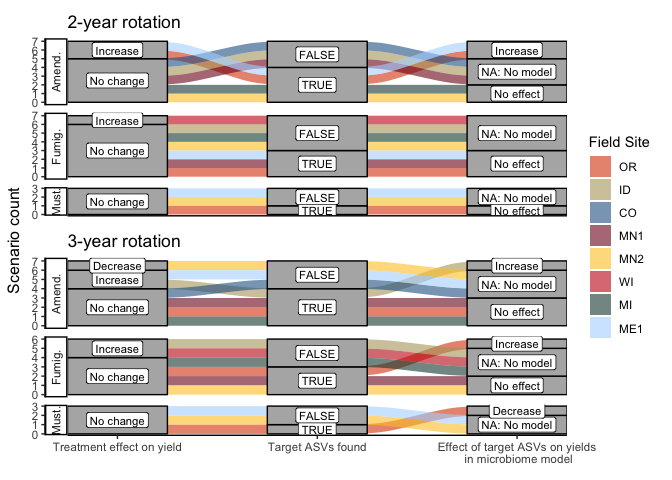 2-year rotation
7
6
5
4
3
2
1
0
Amend.
Increase
No change
FALSE
TRUE
Increase
NA: No model
No effect
7
6
5
4
3
2
1
0
Fumig.
Increase
No change
FALSE
TRUE
NA: No model
No effect
3
2
1
0
Must.
No change
FALSE
TRUE
NA: No model
No effect
3-year rotation
7
6
5
4
3
2
1
0
Amend.
Decrease
Increase
No change
FALSE
TRUE
Increase
NA: No model
No effect
6
5
4
3
2
1
0
Fumig.
Increase
No change
FALSE
TRUE
Increase
NA: No model
No effect
3
2
1
0
Must.
No change
FALSE
TRUE
Decrease
NA: No model
Scenario count
Treatment effect on yield
Target ASVs found
Effect of target ASVs on yields
in microbiome model
Field Site
OR
ID
CO
MN1
MN2
WI
MI
ME1